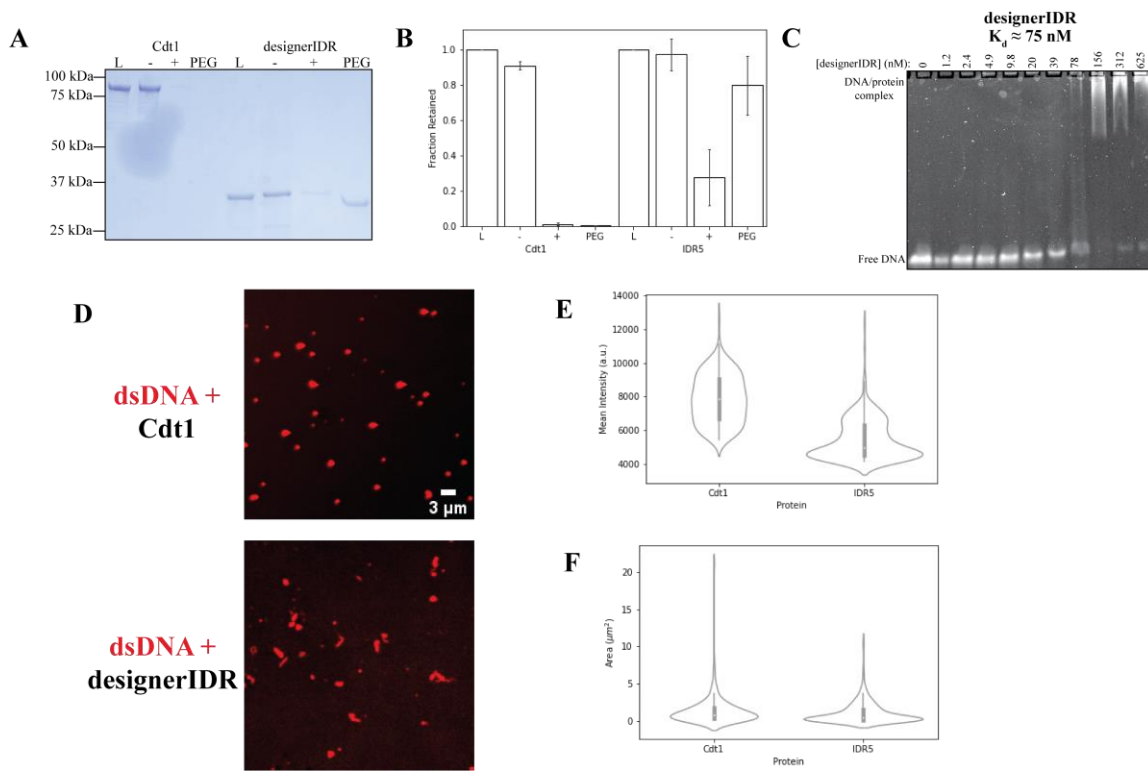 A
Cdt1
designerIDR
L - + PEG L - + PEG
100 kDa
75 kDa
50 kDa
37 kDa
25 kDa
B
Fraction Retained
1.0
0.8
0.6
0.4
0.2
0.0
L - + PEG L - + PEG
Cdt1
IDR5
C
designerIDR
Kd ≈ 75 nM
[designerIDR] (nM): 0 1.2 2.4 4.9 9.8 20 39 78 156 312 625
DNA/protein
complex
Free DNA
D
dsDNA +
Cdt1
3 μm
dsDNA +
designerIDR
E
Mean Intensity (a.u.)
14000
12000
10000
8000
6000
4000
Cdt1
IDR5
Protein
F
Area (μm²)
20
15
10
5
0
Cdt1
IDR5
Protein